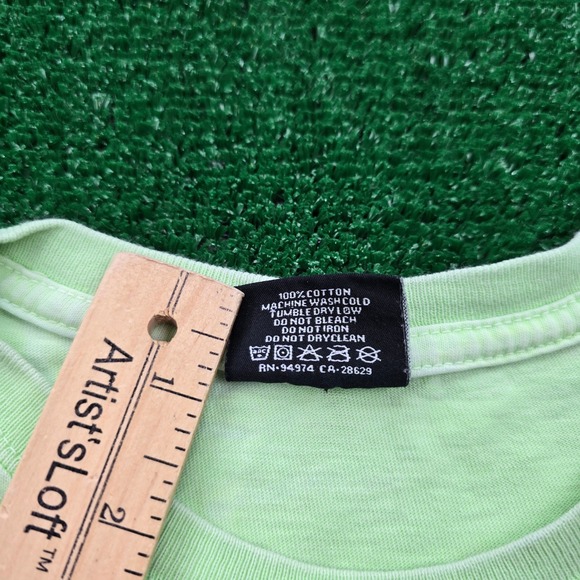 100% COTTON
MACHINE WASH COLD
TUMBLE DRY LOW
DO NOT BLEACH
DO NOT IRON
DO NOT DRYCLEAN
RN·94974 CA·28629
1
2
Artist'sLoft™